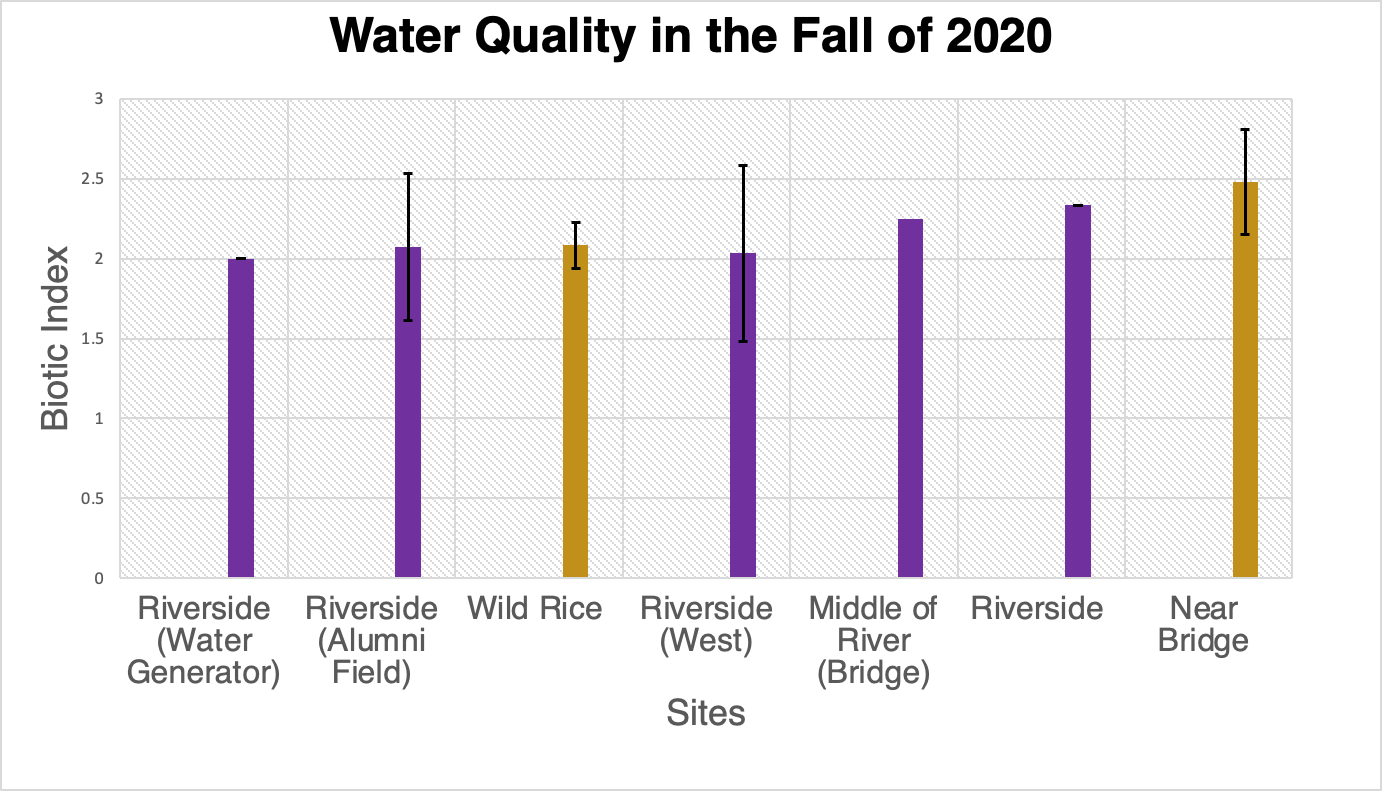 Water Quality in the Fall of 2020
3
2.5
2
1.5
1
0.5
0
Biotic Index
Riverside
(Water
Generator)
Riverside
(Alumni
Field)
Wild Rice
Riverside
(West)
Middle of
River
(Bridge)
Riverside
Near
Bridge
Sites